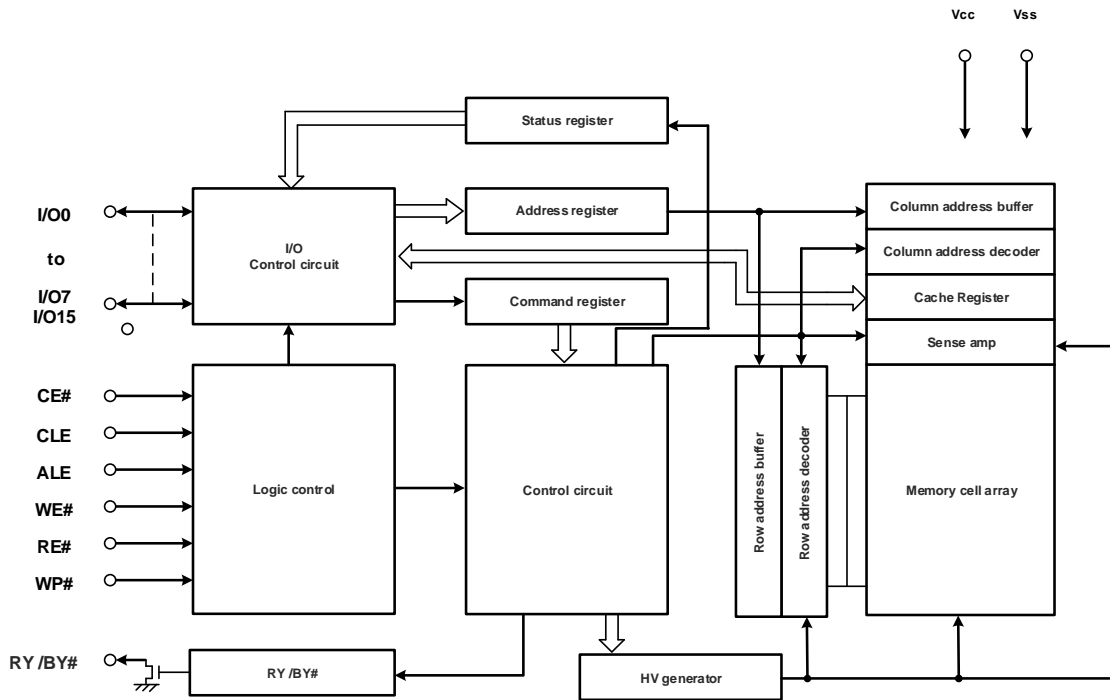 Vcc
Vss
Status register
I/O0
to
I/O7
I/O15
I/O
Control circuit
Address register
Command register
Column address buffer
Column address decoder
Cache Register
Sense amp
CE#
CLE
ALE
WE#
RE#
WP#
Logic control
Control circuit
Row address buffer
Row address decoder
Memory cell array
RY /BY#
RY /BY#
HV generator